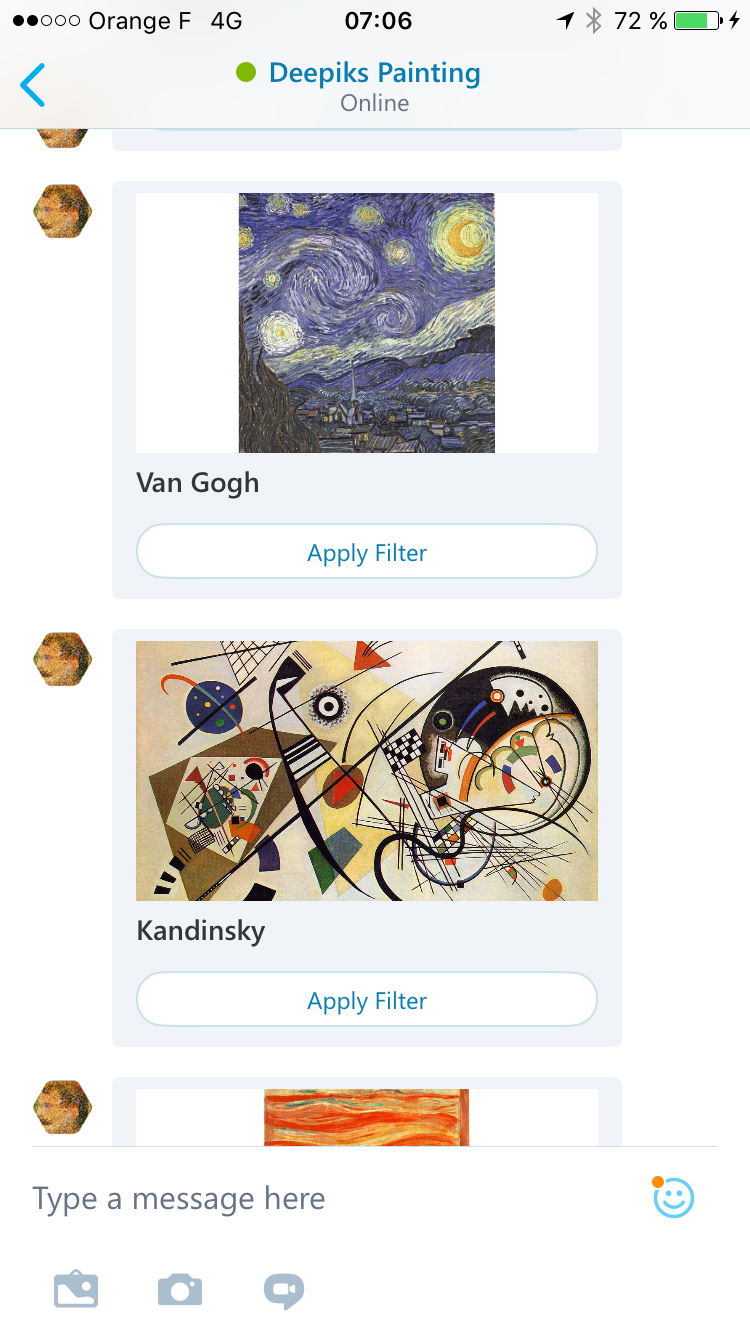 Orange F 4G 07:06 72 %
Deepiks Painting
Online
Van Gogh
Apply Filter
Kandinsky
Apply Filter
Type a message here